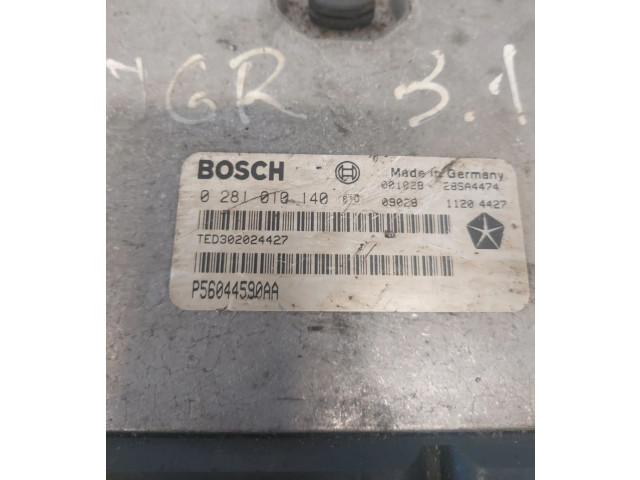 GR 3.1
BOSCH Made in Germany
001028 28SA4474
0 281 010 140 09028 1120 4427
TED302024427
P56044590AA